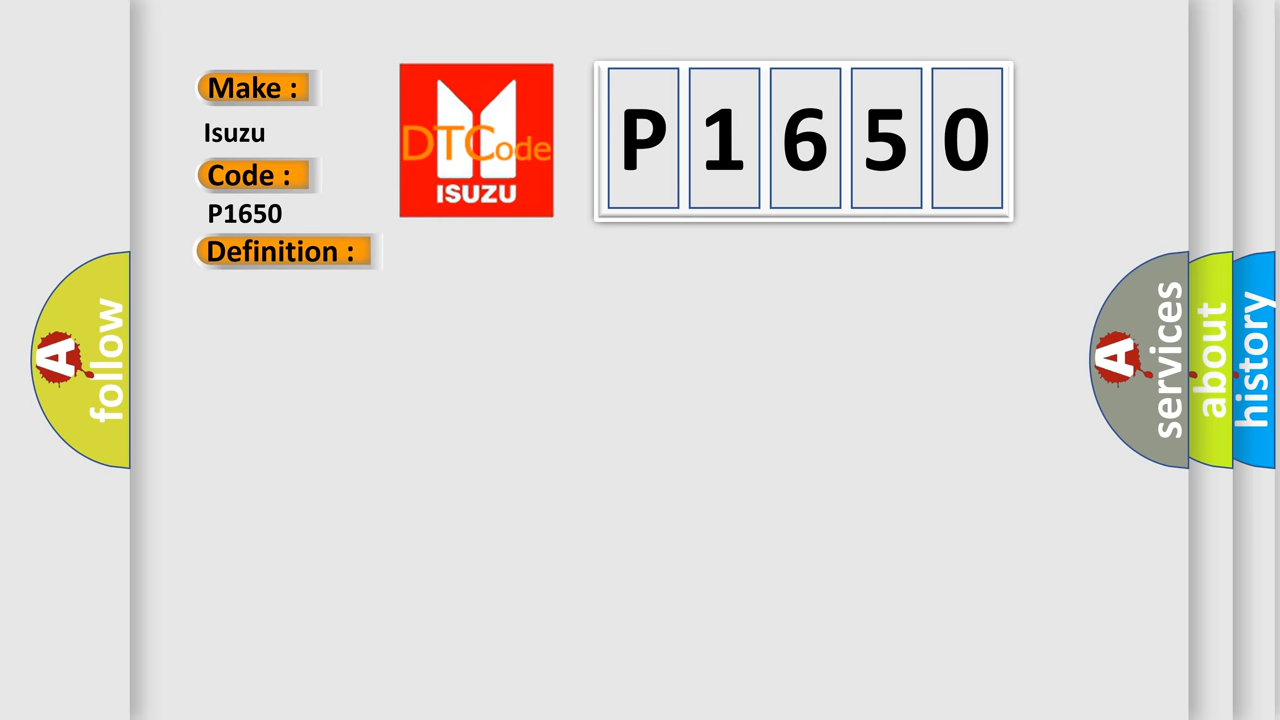 Make :
Isuzu
Code :
P1650
Definition :
DTCode
ISUZU
P 1 6 5 0
A follow
A services
about
history